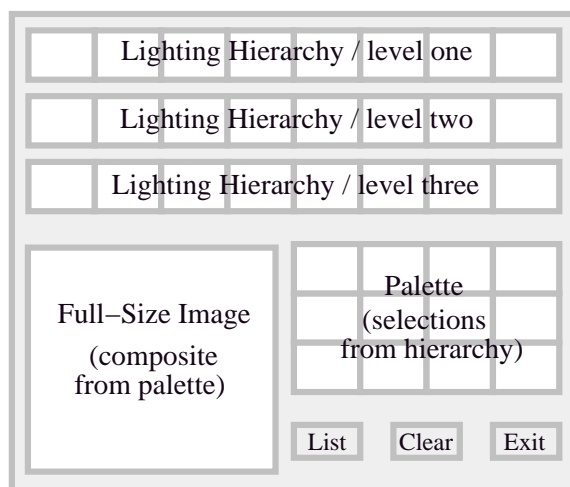 Lighting Hierarchy / level one
Lighting Hierarchy / level two
Lighting Hierarchy / level three
Full−Size Image
(composite
from palette)
Palette
(selections
from hierarchy)
List
Clear
Exit